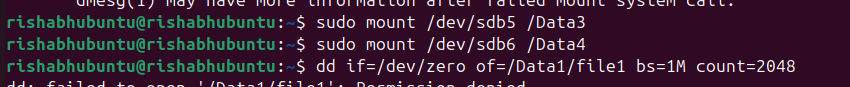 dmesg(1) may have more information after failed mount system call.
rishabhubuntu@rishabhubuntu:~$ sudo mount /dev/sdb5 /Data3
rishabhubuntu@rishabhubuntu:~$ sudo mount /dev/sdb6 /Data4
rishabhubuntu@rishabhubuntu:~$ dd if=/dev/zero of=/Data1/file1 bs=1M count=2048
dd: failed to open '/Data1/file1': Permission denied